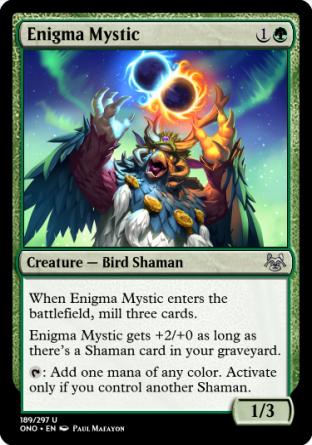 Enigma Mystic 1
Creature — Bird Shaman
When Enigma Mystic enters the
battlefield, mill three cards.
Enigma Mystic gets +2/+0 as long as
there's a Shaman card in your graveyard.
: Add one mana of any color. Activate
only if you control another Shaman.
1/3
189/297 U
ONO • EN Paul Mafayon